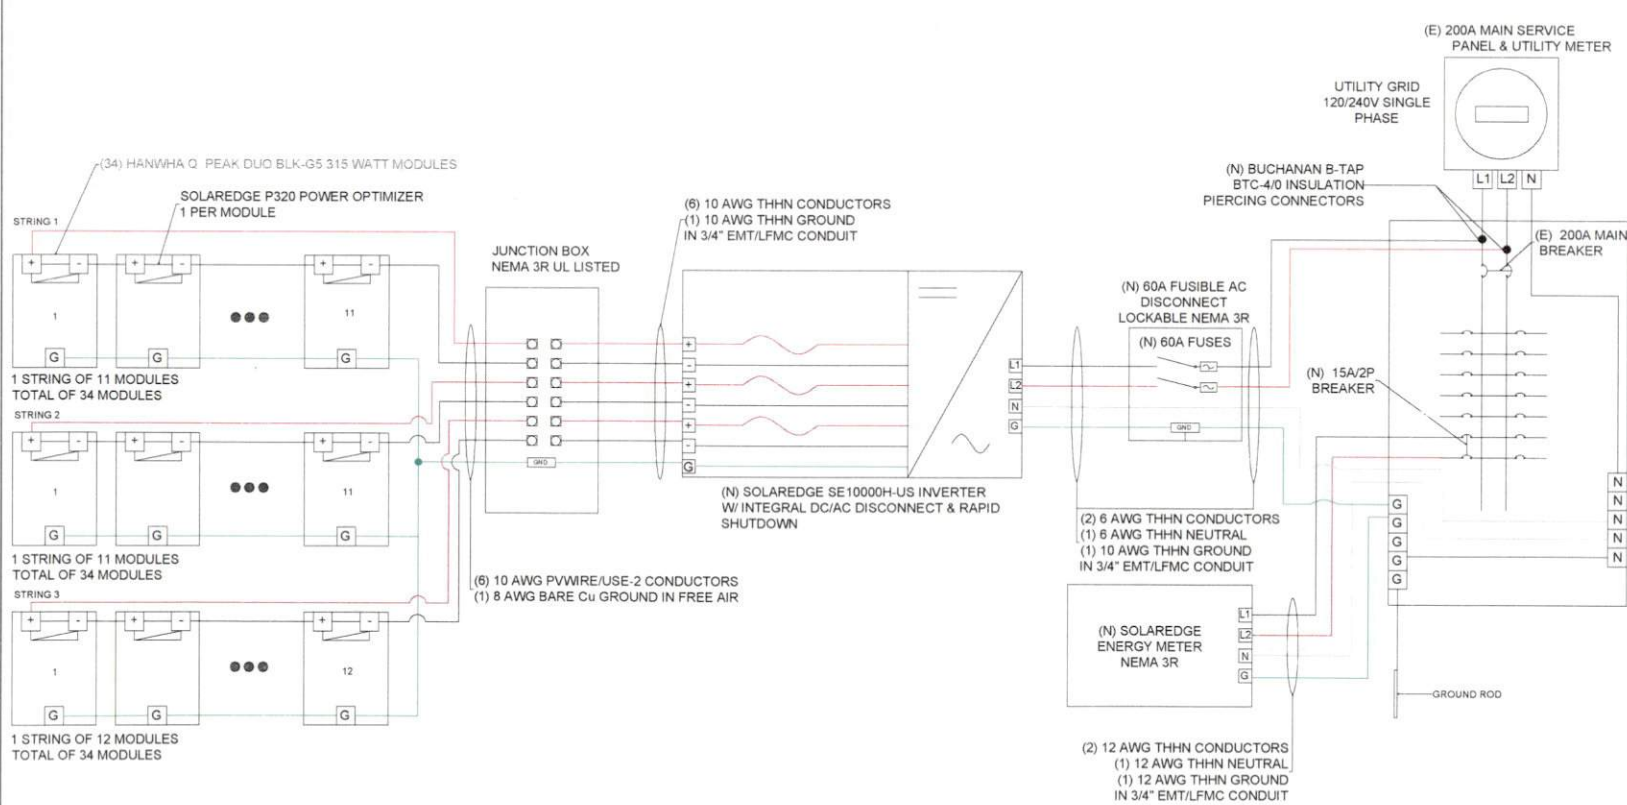 (E) 200A MAIN SERVICE
PANEL & UTILITY METER
UTILITY GRID
120/240V SINGLE
PHASE
L1 L2 N
(N) BUCHANAN B-TAP
BTC-4/0 INSULATION
PIERCING CONNECTORS
(E) 200A MAIN
BREAKER
(34) HANWHA Q PEAK DUO BLK-G5 315 WATT MODULES
SOLAREDGE P320 POWER OPTIMIZER
1 PER MODULE
STRING 1
+ - + - + -
1 11
G G G
1 STRING OF 11 MODULES
TOTAL OF 34 MODULES
STRING 2
+ - + - + -
1 11
G G G
1 STRING OF 11 MODULES
TOTAL OF 34 MODULES
STRING 3
+ - + - + -
1 12
G G G
1 STRING OF 12 MODULES
TOTAL OF 34 MODULES
JUNCTION BOX
NEMA 3R UL LISTED
GND
(6) 10 AWG PVWIRE/USE-2 CONDUCTORS
(1) 8 AWG BARE Cu GROUND IN FREE AIR
(6) 10 AWG THHN CONDUCTORS
(1) 10 AWG THHN GROUND
IN 3/4" EMT/LFMC CONDUIT
+
-
+
-
+
-
G
L1
L2
N
G
(N) SOLAREDGE SE10000H-US INVERTER
W/ INTEGRAL DC/AC DISCONNECT & RAPID
SHUTDOWN
(N) 60A FUSIBLE AC
DISCONNECT
LOCKABLE NEMA 3R
(N) 60A FUSES
GND
(2) 6 AWG THHN CONDUCTORS
(1) 6 AWG THHN NEUTRAL
(1) 10 AWG THHN GROUND
IN 3/4" EMT/LFMC CONDUIT
(N) 15A/2P
BREAKER
G
G
G
G
G
N
N
N
N
N
(N) SOLAREDGE
ENERGY METER
NEMA 3R
L1
L2
N
G
GROUND ROD
(2) 12 AWG THHN CONDUCTORS
(1) 12 AWG THHN NEUTRAL
(1) 12 AWG THHN GROUND
IN 3/4" EMT/LFMC CONDUIT